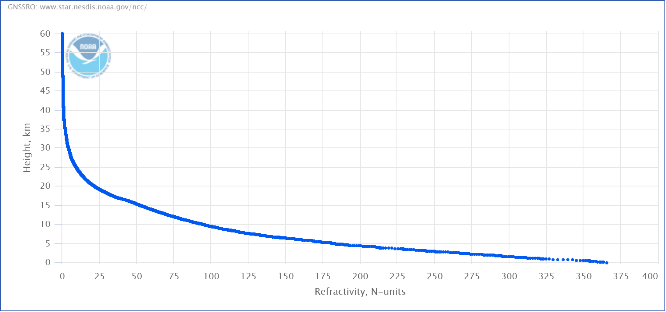 GNSSRO: www.star.nesdis.noaa.gov/ncc/
60
55
50
45
40
35
30
25
20
15
10
5
0
NOAA
Height, km
0 25 50 75 100 125 150 175 200 225 250 275 300 325 350 375 400
Refractivity, N-units